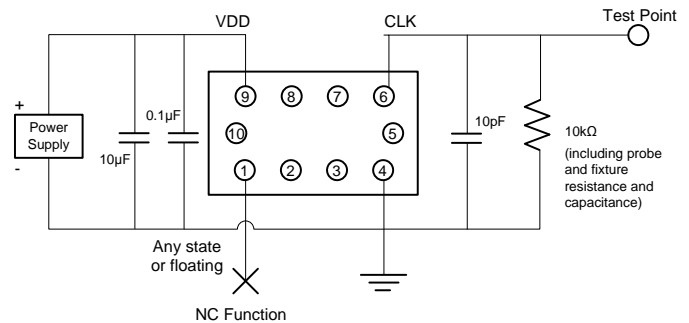 VDD
CLK
Test Point
+
Power
Supply
-
10µF
0.1µF
9
8
7
6
10
5
1
2
3
4
10pF
10kΩ
(including probe
and fixture
resistance and
capacitance)
Any state
or floating
NC Function